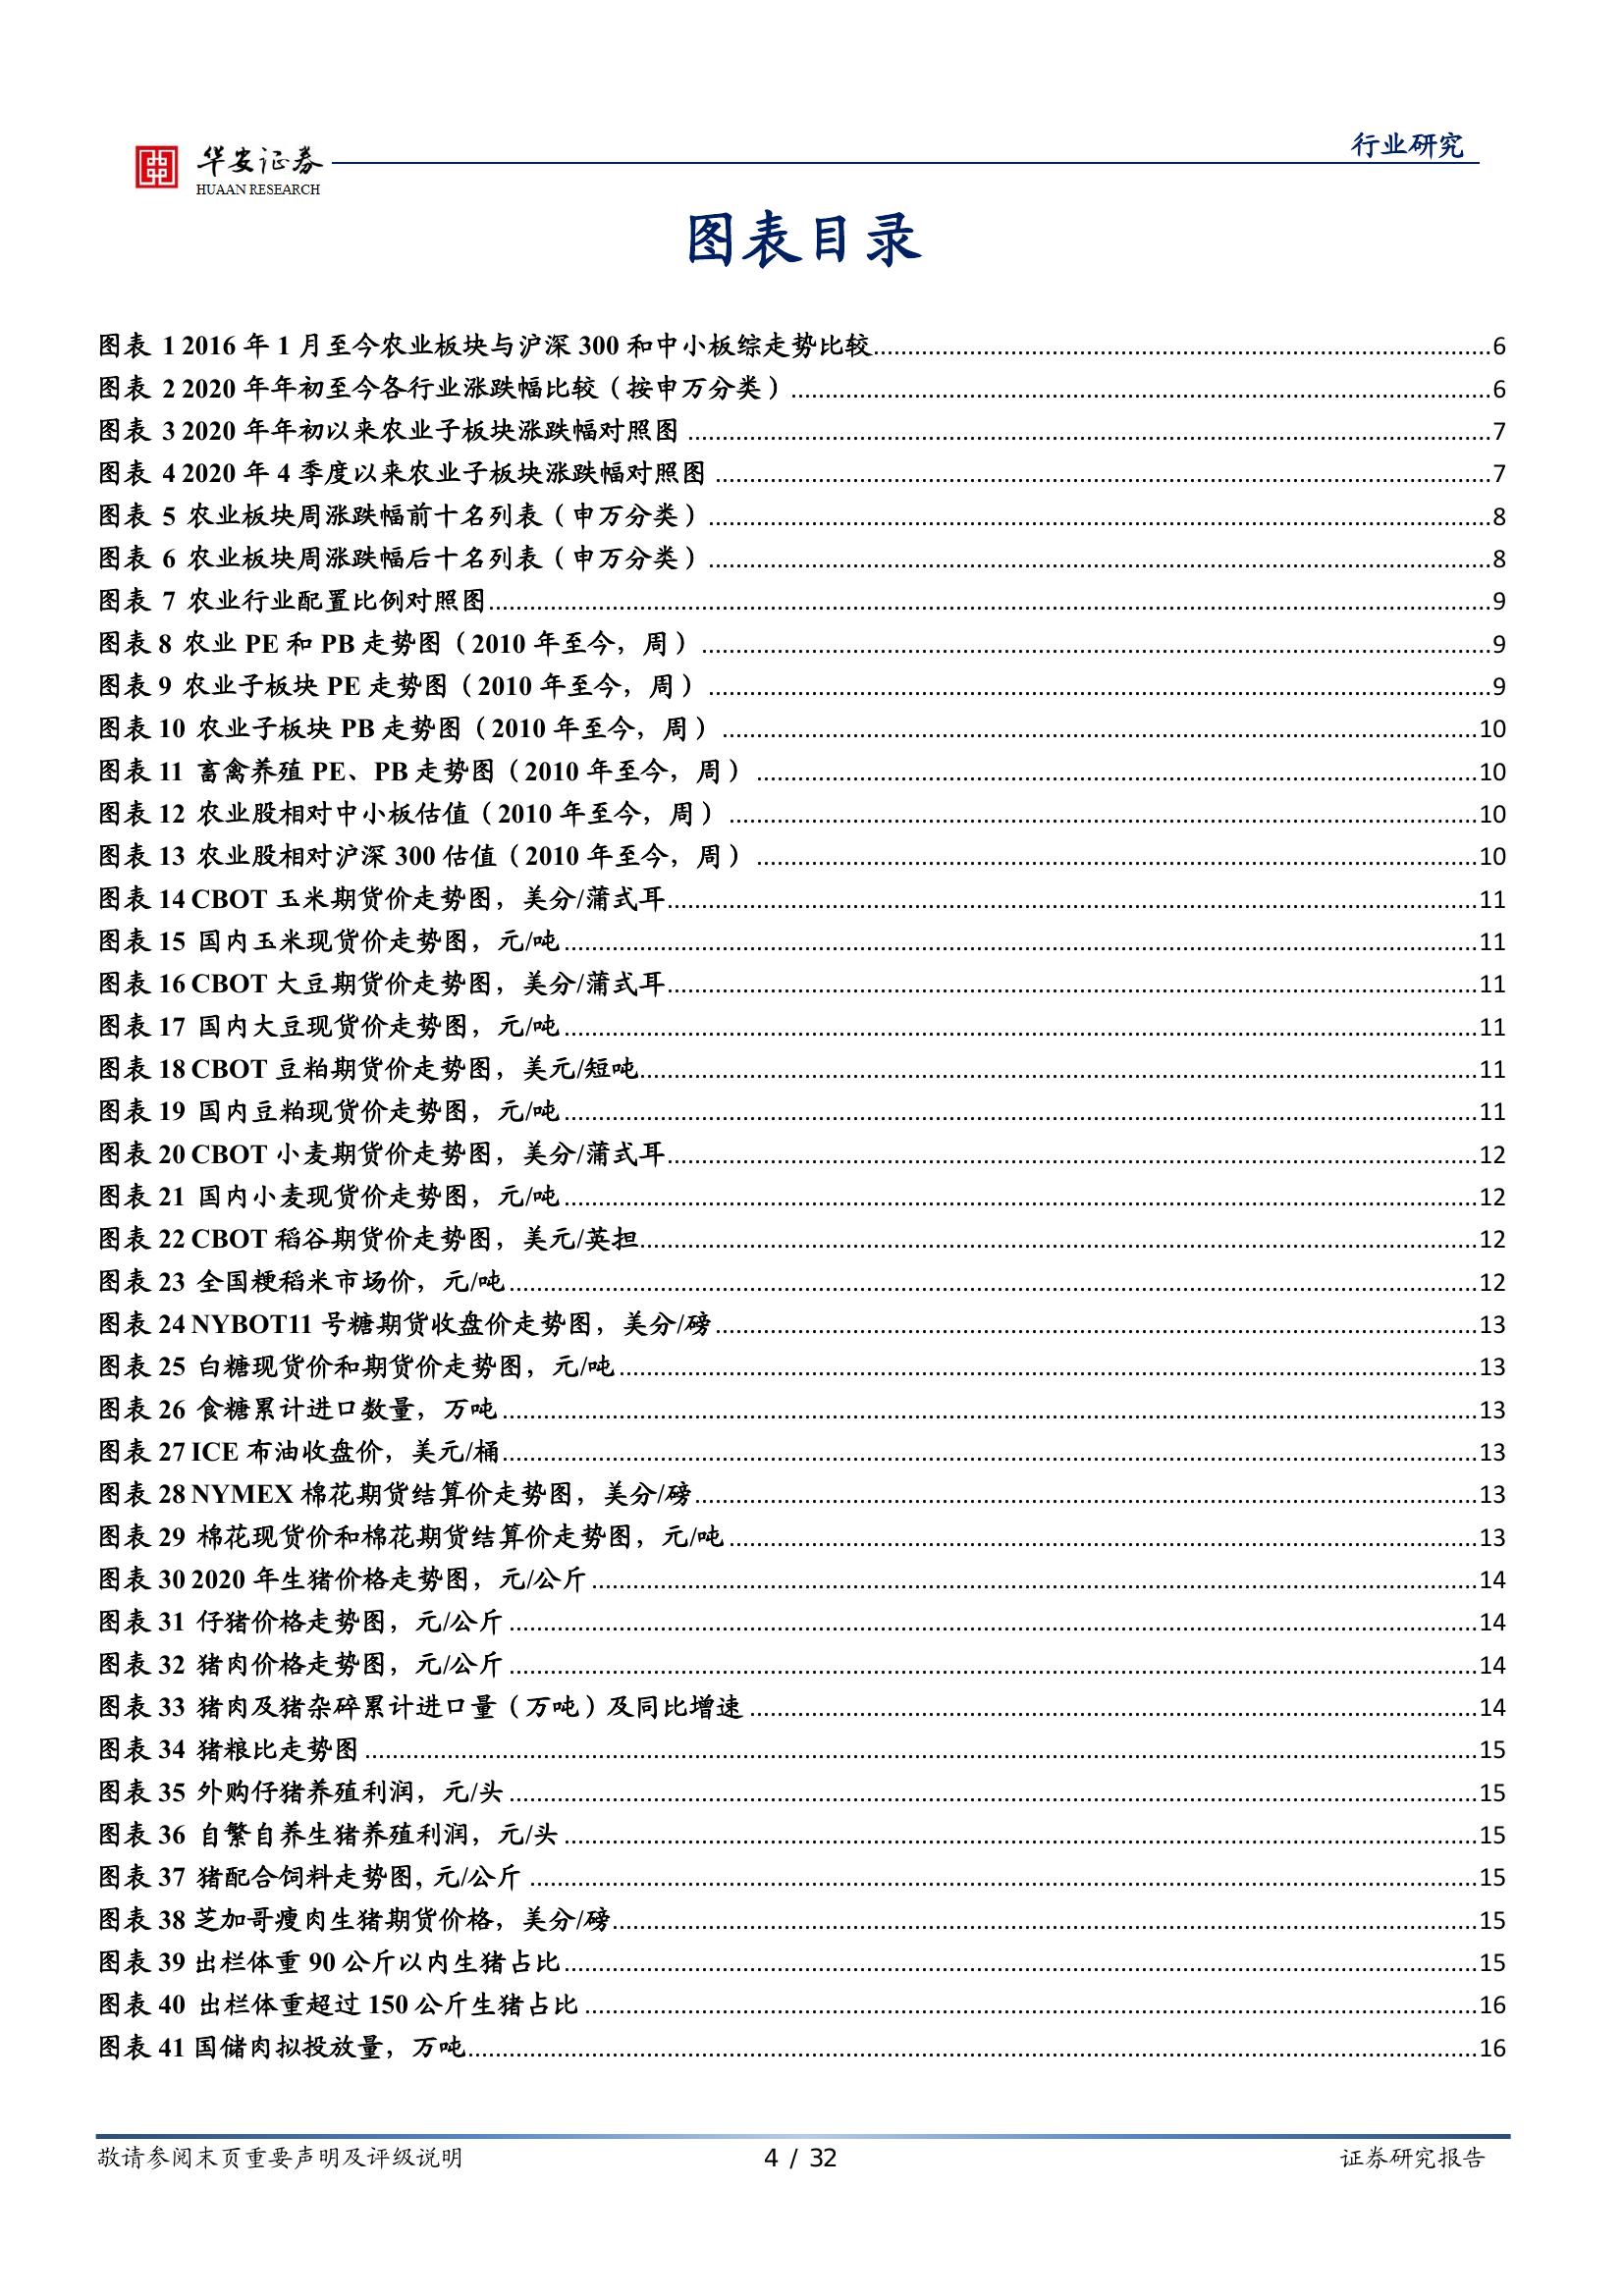 华安证券
HUAAN RESEARCH
行业研究
图表目录
图表 1 2016 年 1 月至今农业板块与沪深 300 和中小板综走势比较 6
图表 2 2020 年年初至今各行业涨跌幅比较（按申万分类） 6
图表 3 2020 年年初以来农业子板块涨跌幅对照图 7
图表 4 2020 年 4 季度以来农业子板块涨跌幅对照图 7
图表 5 农业板块周涨跌幅前十名列表（申万分类） 8
图表 6 农业板块周涨跌幅后十名列表（申万分类） 8
图表 7 农业行业配置比例对照图 9
图表 8 农业 PE 和 PB 走势图（2010 年至今，周） 9
图表 9 农业子板块 PE 走势图（2010 年至今，周） 9
图表 10 农业子板块 PB 走势图（2010 年至今，周） 10
图表 11 畜禽养殖 PE、PB 走势图（2010 年至今，周） 10
图表 12 农业股相对中小板估值（2010 年至今，周） 10
图表 13 农业股相对沪深 300 估值（2010 年至今，周） 10
图表 14 CBOT 玉米期货价走势图，美分/蒲式耳 11
图表 15 国内玉米现货价走势图，元/吨 11
图表 16 CBOT 大豆期货价走势图，美分/蒲式耳 11
图表 17 国内大豆现货价走势图，元/吨 11
图表 18 CBOT 豆粕期货价走势图，美元/短吨 11
图表 19 国内豆粕现货价走势图，元/吨 11
图表 20 CBOT 小麦期货价走势图，美分/蒲式耳 12
图表 21 国内小麦现货价走势图，元/吨 12
图表 22 CBOT 稻谷期货价走势图，美元/英担 12
图表 23 全国粳稻米市场价，元/吨 12
图表 24 NYBOT11 号糖期货收盘价走势图，美分/磅 13
图表 25 白糖现货价和期货价走势图，元/吨 13
图表 26 食糖累计进口数量，万吨 13
图表 27 ICE 布油收盘价，美元/桶 13
图表 28 NYMEX 棉花期货结算价走势图，美分/磅 13
图表 29 棉花现货价和棉花期货结算价走势图，元/吨 13
图表 30 2020 年生猪价格走势图，元/公斤 14
图表 31 仔猪价格走势图，元/公斤 14
图表 32 猪肉价格走势图，元/公斤 14
图表 33 猪肉及猪杂碎累计进口量（万吨）及同比增速 14
图表 34 猪粮比走势图 15
图表 35 外购仔猪养殖利润，元/头 15
图表 36 自繁自养生猪养殖利润，元/头 15
图表 37 猪配合饲料走势图, 元/公斤 15
图表 38 芝加哥瘦肉生猪期货价格，美分/磅 15
图表 39 出栏体重 90 公斤以内生猪占比 15
图表 40 出栏体重超过 150 公斤生猪占比 16
图表 41 国储肉拟投放量，万吨 16
敬请参阅末页重要声明及评级说明
4 / 32
证券研究报告